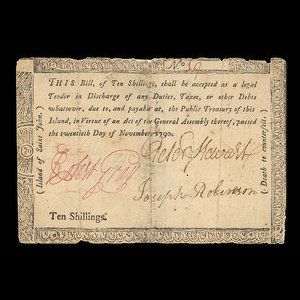 No
THIS Bill, of Ten Shillings, shall be accepted as a legal
Tender in Discharge of any Duties, Taxes, or other Debts
whatsoever, due to, and payable at, the Public Treasury of this
Island, in Virtue of an Act of the General Assembly thereof, passed
the twentieth Day of November, 1790.
(Island of Saint John.)
(Death to counterfeit.)
Peter Stewart
Robt Gray
Joseph Robinson
Ten Shillings.